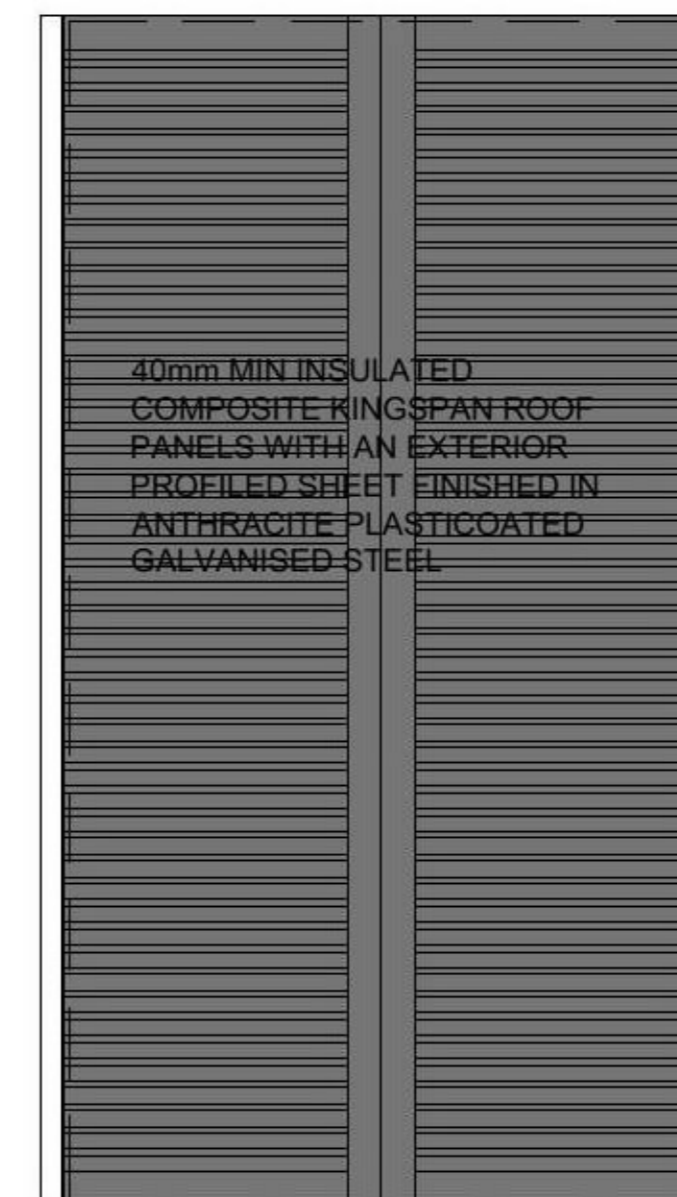 40mm MIN INSULATED
COMPOSITE KINGSPAN ROOF
PANELS WITH AN EXTERIOR
PROFILED SHEET FINISHED IN
ANTHRACITE PLASTICOATED
GALVANISED STEEL